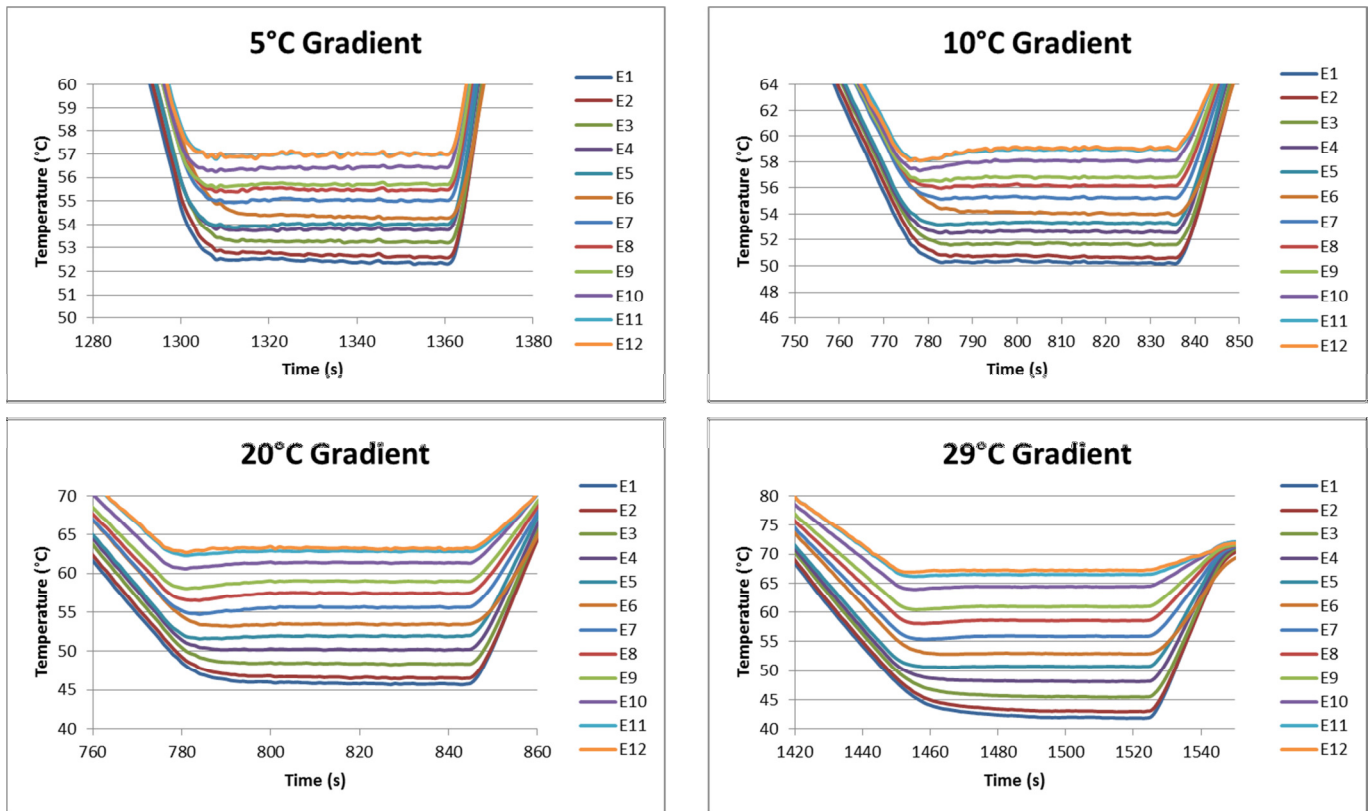 5°C Gradient
Temperature (°C)
60
59
58
57
56
55
54
53
52
51
50
1280 1300 1320 1340 1360 1380
Time (s)
E1
E2
E3
E4
E5
E6
E7
E8
E9
E10
E11
E12
10°C Gradient
Temperature (°C)
64
62
60
58
56
54
52
50
48
46
750 760 770 780 790 800 810 820 830 840 850
Time (s)
E1
E2
E3
E4
E5
E6
E7
E8
E9
E10
E11
E12
20°C Gradient
Temperature (°C)
70
65
60
55
50
45
40
760 780 800 820 840 860
Time (s)
E1
E2
E3
E4
E5
E6
E7
E8
E9
E10
E11
E12
29°C Gradient
Temperature (°C)
80
75
70
65
60
55
50
45
40
1420 1440 1460 1480 1500 1520 1540
Time (s)
E1
E2
E3
E4
E5
E6
E7
E8
E9
E10
E11
E12